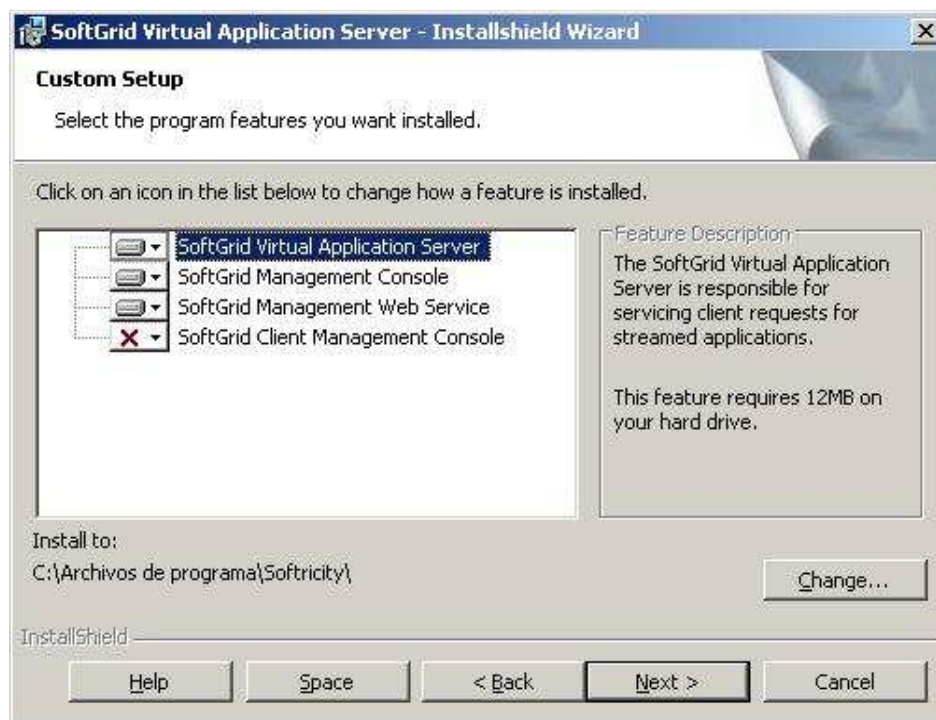 SoftGrid Virtual Application Server - Installshield Wizard
Custom Setup
Select the program features you want installed.
Click on an icon in the list below to change how a feature is installed.
SoftGrid Virtual Application Server
SoftGrid Management Console
SoftGrid Management Web Service
SoftGrid Client Management Console
Feature Description
The SoftGrid Virtual Application
Server is responsible for
servicing client requests for
streamed applications.
This feature requires 12MB on
your hard drive.
Install to:
C:\Archivos de programa\Softricity\
Change...
InstallShield
Help
Space
< Back
Next >
Cancel